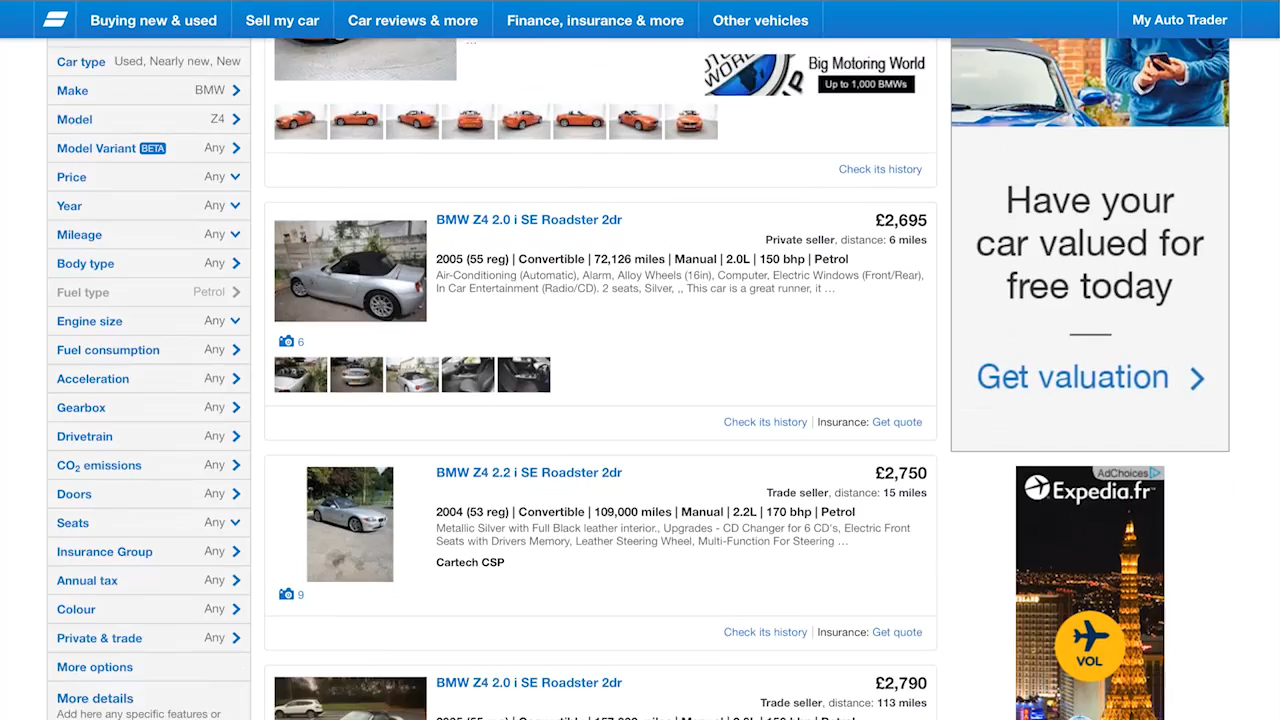 Buying new & used
Sell my car
Car reviews & more
Finance, insurance & more
Other vehicles
My Auto Trader
Car type Used, Nearly new, New
Make BMW
Model Z4
Model Variant BETA Any
Price Any
Year Any
Mileage Any
Body type Any
Fuel type Petrol
Engine size Any
Fuel consumption Any
Acceleration Any
Gearbox Any
Drivetrain Any
CO2 emissions Any
Doors Any
Seats Any
Insurance Group Any
Annual tax Any
Colour Any
Private & trade Any
More options
More details
Add here any specific features or
...
Big Motoring World
Up to 1,000 BMWs
Check its history
BMW Z4 2.0 i SE Roadster 2dr
£2,695
Private seller, distance: 6 miles
2005 (55 reg) | Convertible | 72,126 miles | Manual | 2.0L | 150 bhp | Petrol
Air-Conditioning (Automatic), Alarm, Alloy Wheels (16in), Computer, Electric Windows (Front/Rear),
In Car Entertainment (Radio/CD). 2 seats, Silver, ,, This car is a great runner, it ...
6
Check its history | Insurance: Get quote
BMW Z4 2.2 i SE Roadster 2dr
£2,750
Trade seller, distance: 15 miles
2004 (53 reg) | Convertible | 109,000 miles | Manual | 2.2L | 170 bhp | Petrol
Metallic Silver with Full Black leather interior., Upgrades - CD Changer for 6 CD's, Electric Front
Seats with Drivers Memory, Leather Steering Wheel, Multi-Function For Steering ...
Cartech CSP
9
Check its history | Insurance: Get quote
BMW Z4 2.0 i SE Roadster 2dr
£2,790
Trade seller, distance: 113 miles
Have your
car valued for
free today
Get valuation
AdChoices
Expedia.fr
VOL